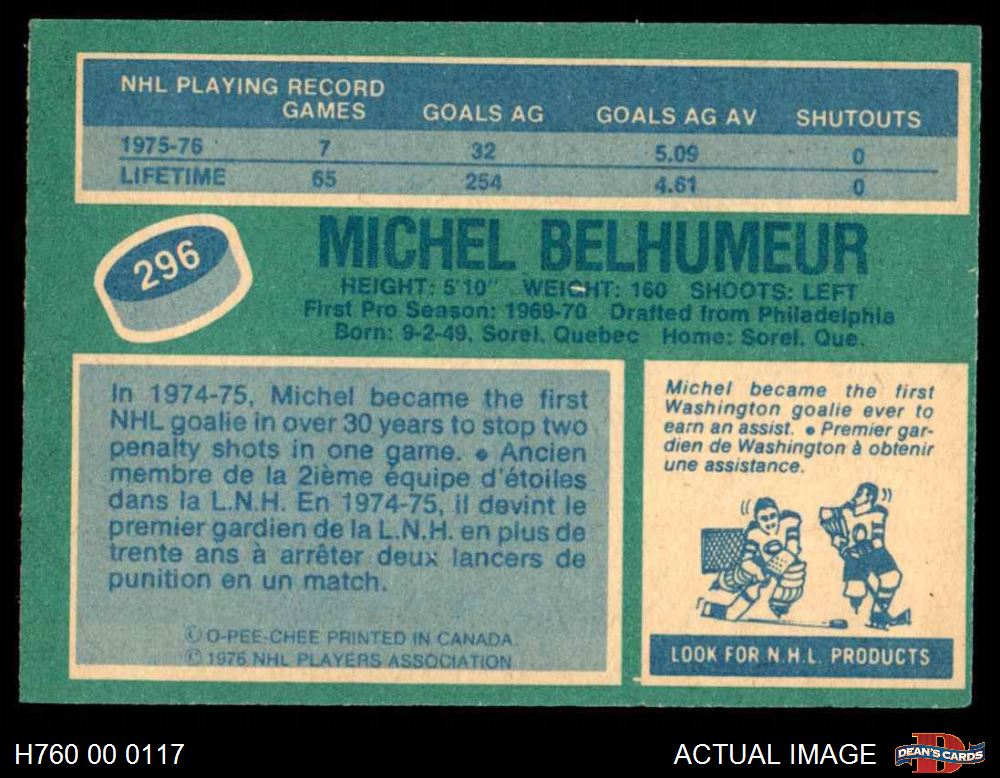 NHL PLAYING RECORD
GAMES GOALS AG GOALS AG AV SHUTOUTS
1975-76 7 32 5.09 0
LIFETIME 65 254 4.61 0
296
MICHEL BELHUMEUR
HEIGHT: 5'10" WEIGHT: 160 SHOOTS: LEFT
First Pro Season: 1969-70 Drafted from Philadelphia
Born: 9-2-49, Sorel, Quebec Home: Sorel, Que.
In 1974-75, Michel became the first
NHL goalie in over 30 years to stop two
penalty shots in one game. • Ancien
membre de la 2ième équipe d'étoiles
dans la L.N.H. En 1974-75, il devint le
premier gardien de la L.N.H. en plus de
trente ans à arrêter deux lancers de
punition en un match.
© O-PEE-CHEE PRINTED IN CANADA
© 1976 NHL PLAYERS ASSOCIATION
Michel became the first
Washington goalie ever to
earn an assist. • Premier gar-
dien de Washington à obtenir
une assistance.
LOOK FOR N.H.L. PRODUCTS
H760 00 0117
ACTUAL IMAGE
DEAN'S CARDS